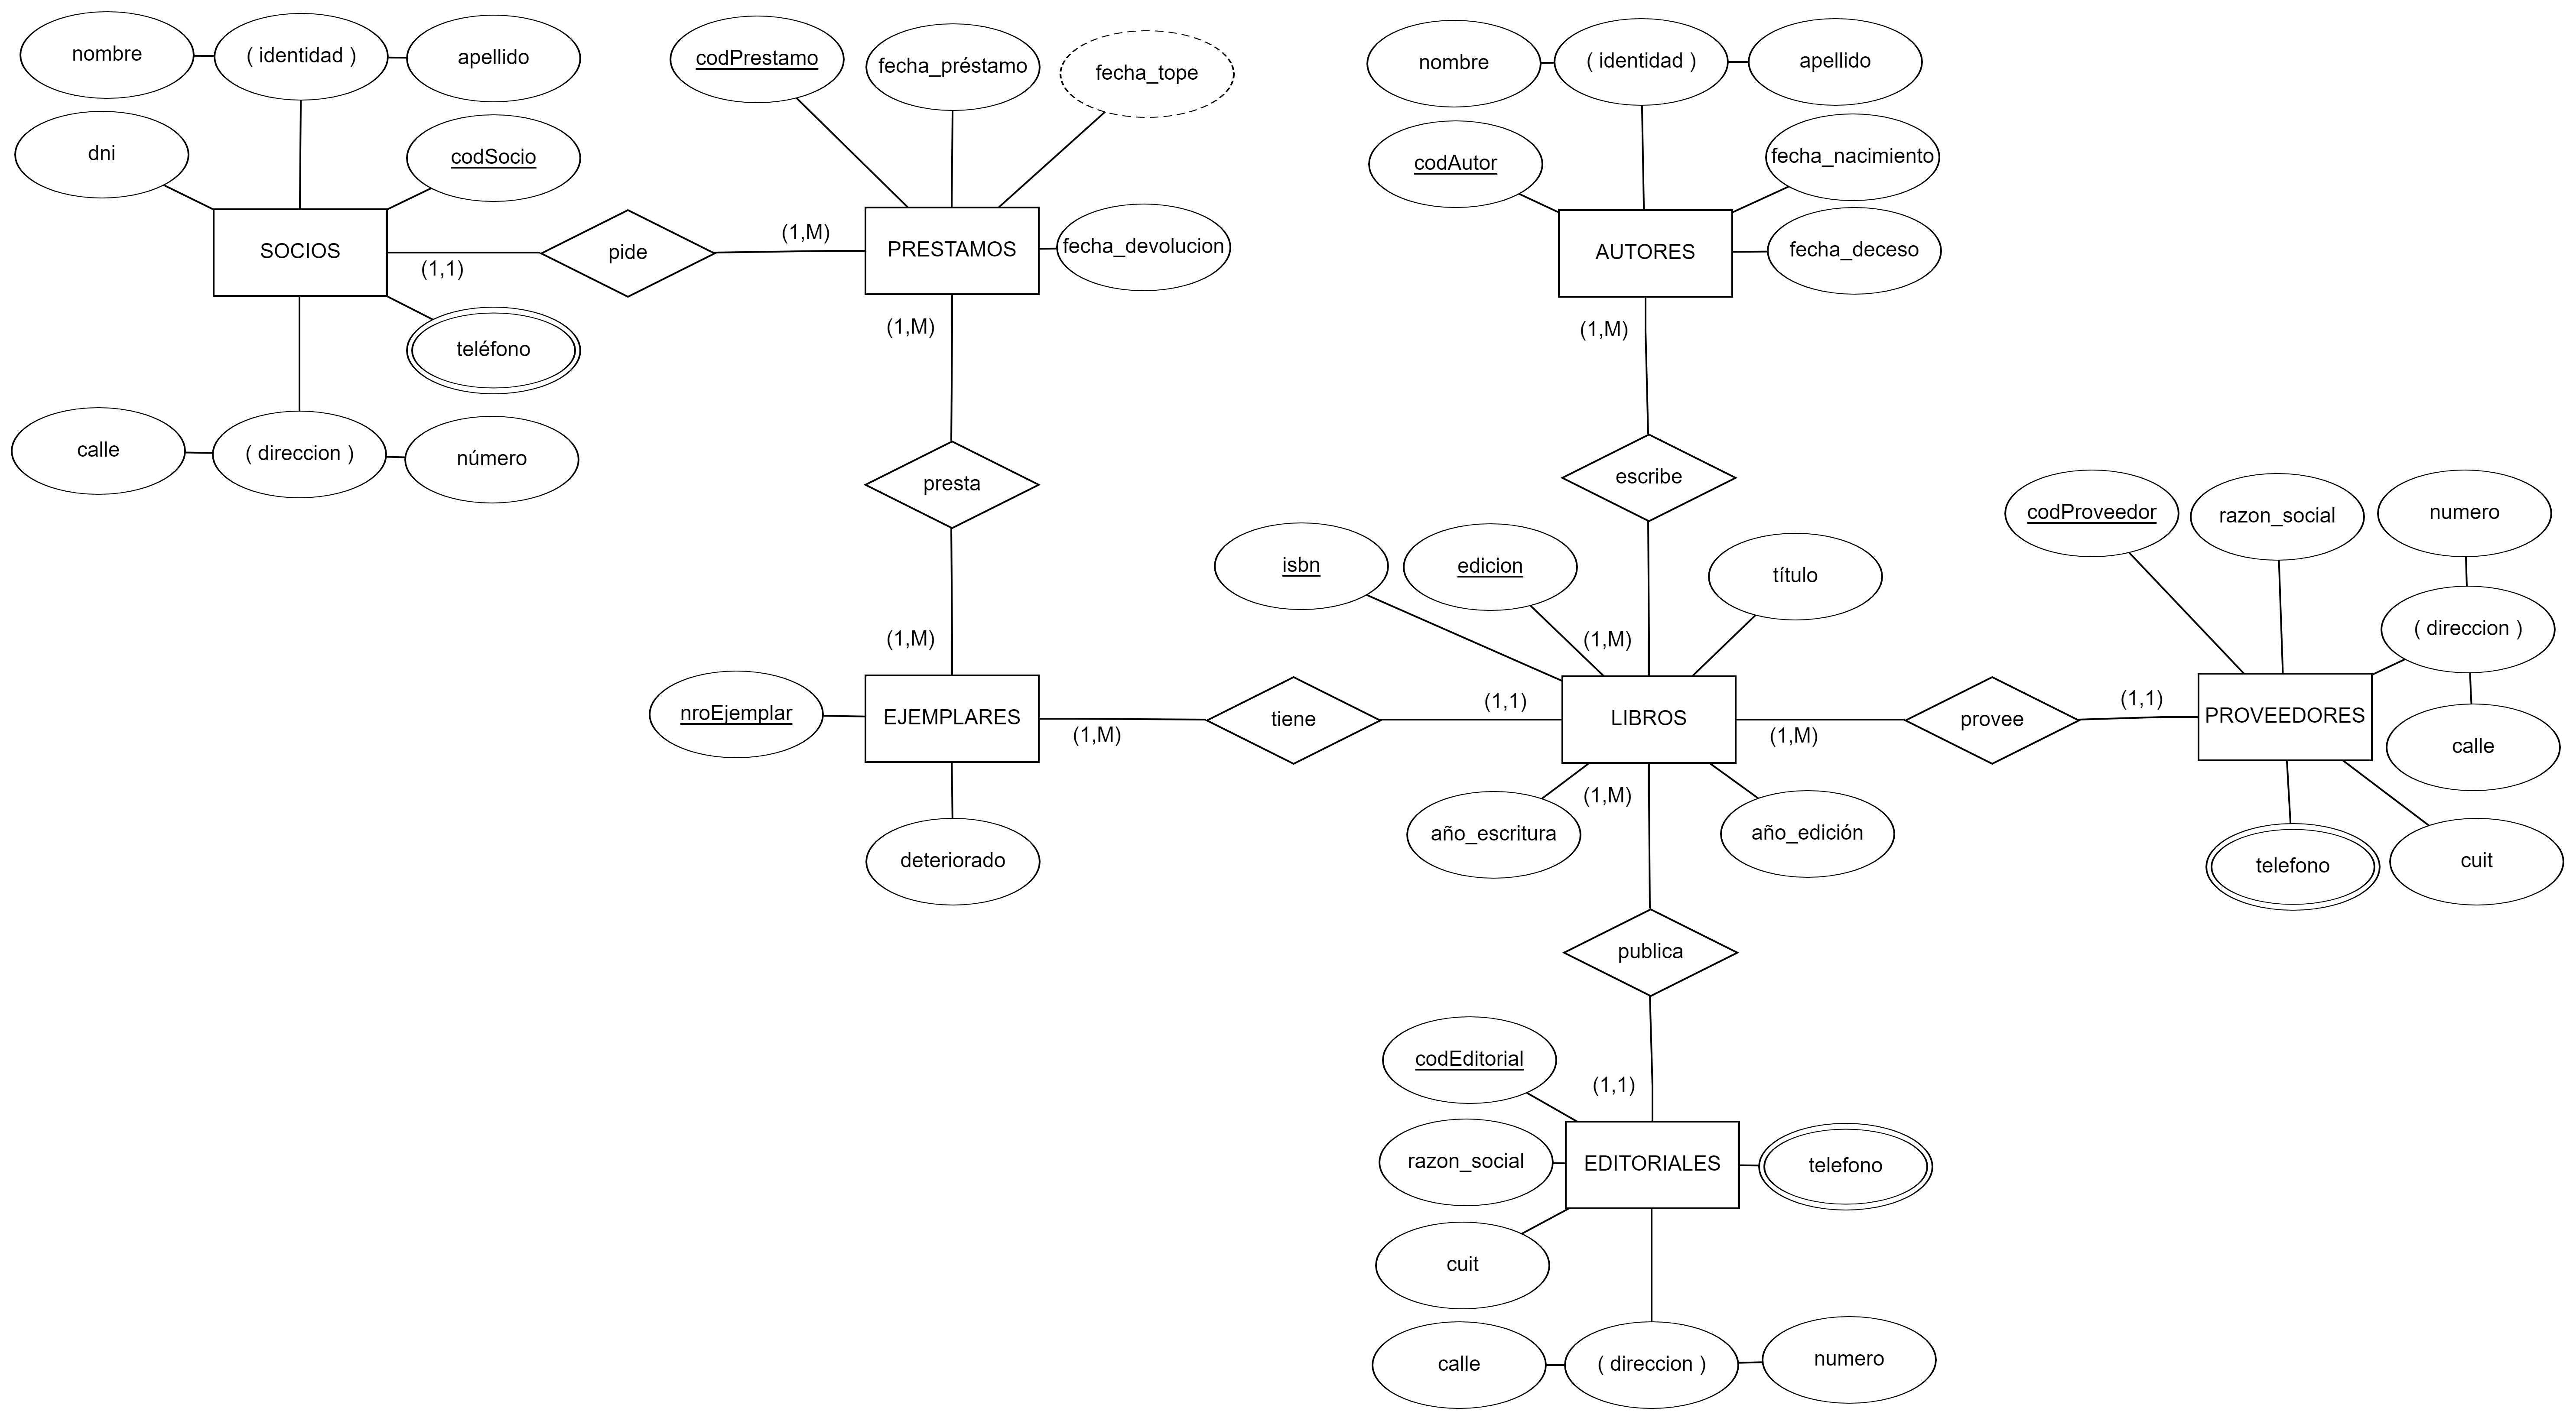 nombre
( identidad )
apellido
dni
codSocio
SOCIOS
(1,1)
teléfono
calle
( direccion )
número
pide
(1,M)
codPrestamo
fecha_préstamo
fecha_tope
PRESTAMOS
fecha_devolucion
(1,M)
presta
(1,M)
nroEjemplar
EJEMPLARES
(1,M)
deteriorado
tiene
nombre
( identidad )
apellido
codAutor
fecha_nacimiento
AUTORES
fecha_deceso
(1,M)
escribe
isbn
edicion
título
(1,M)
(1,1)
LIBROS
(1,M)
año_escritura
(1,M)
año_edición
provee
codProveedor
razon_social
numero
( direccion )
(1,1)
PROVEEDORES
calle
telefono
cuit
publica
codEditorial
(1,1)
razon_social
EDITORIALES
telefono
cuit
calle
( direccion )
numero